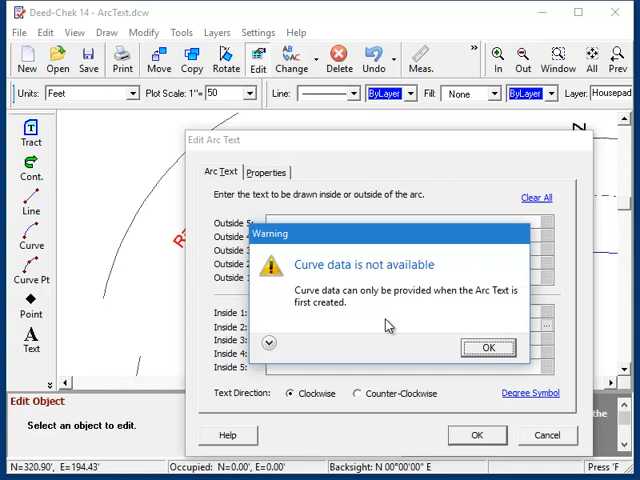 Deed-Chek 14 - ArcText.dcw
File Edit View Draw Modify Tools Layers Settings Help
New Open Save Print Move Copy Rotate Edit Change Delete Undo Meas. In Out Window All Prev
Units: Feet Plot Scale: 1"= 50 Line: ByLayer Fill: None ByLayer Layer: Housepad
Tract
Cont.
Line
Curve
Curve Pt
Point
Text
Edit Arc Text
Arc Text Properties
Enter the text to be drawn inside or outside of the arc.
Clear All
Outside 5:
Outside 4:
Outside 3:
Outside 2:
Outside 1:
Warning
Curve data is not available
Curve data can only be provided when the Arc Text is
first created.
OK
Inside 1:
Inside 2:
Inside 3:
Inside 4:
Inside 5:
Text Direction: Clockwise Counter-Clockwise Degree Symbol
Help OK Cancel
Edit Object
Select an object to edit.
the
N=320.90', E=194.43' Occupied: N=0.00', E=0.00' Backsight: N 00°00'00" E Press 'F